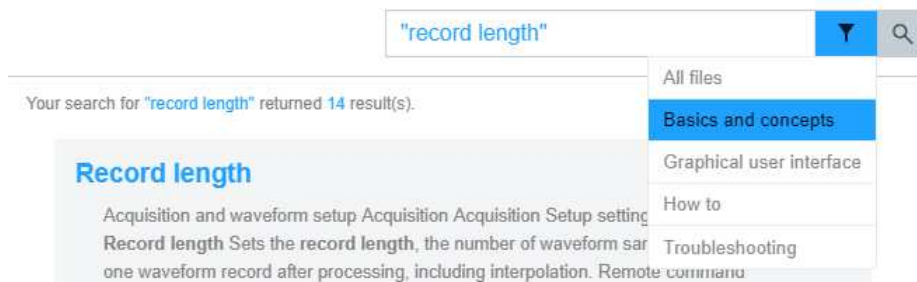 "record length"
All files
Your search for "record length" returned 14 result(s).
Basics and concepts
Graphical user interface
Record length
How to
Acquisition and waveform setup Acquisition Acquisition Setup setting
Record length Sets the record length, the number of waveform
Troubleshooting
one waveform record after processing, including interpolation. Remote command